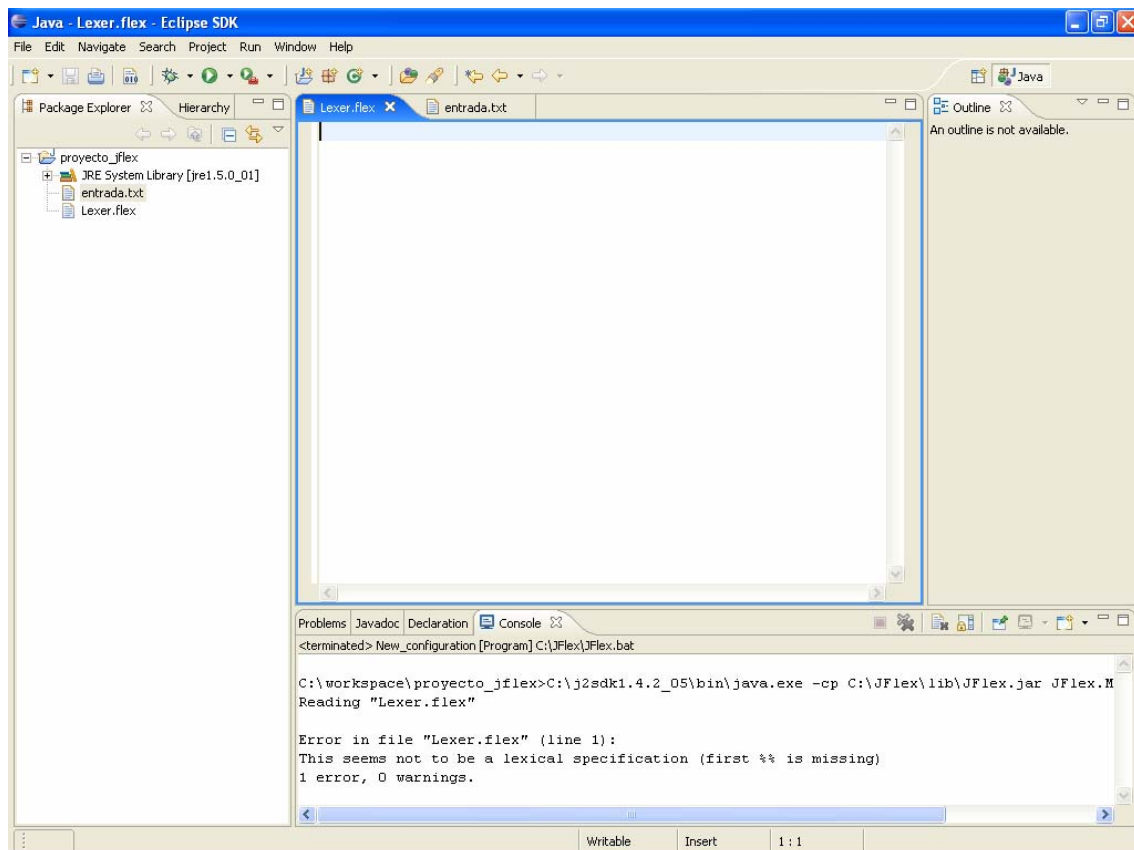 Java - Lexer.flex - Eclipse SDK
File Edit Navigate Search Project Run Window Help
Java
Package Explorer Hierarchy
Lexer.flex entrada.txt
Outline
An outline is not available.
proyecto_jflex
JRE System Library [jre1.5.0_01]
entrada.txt
Lexer.flex
Problems Javadoc Declaration Console
<terminated> New_configuration [Program] C:\JFlex\JFlex.bat
C:\workspace\proyecto_jflex>C:\j2sdk1.4.2_05\bin\java.exe -cp C:\JFlex\lib\JFlex.jar JFlex.M
Reading "Lexer.flex"
Error in file "Lexer.flex" (line 1):
This seems not to be a lexical specification (first %% is missing)
1 error, 0 warnings.
Writable Insert 1 : 1